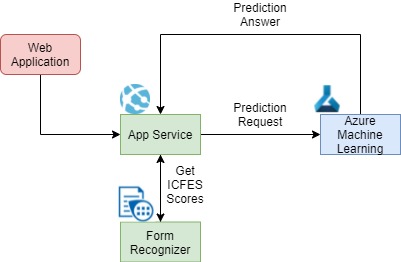 Prediction
Answer
Web
Application
App Service
Prediction
Request
Azure
Machine
Learning
Get
ICFES
Scores
Form
Recognizer